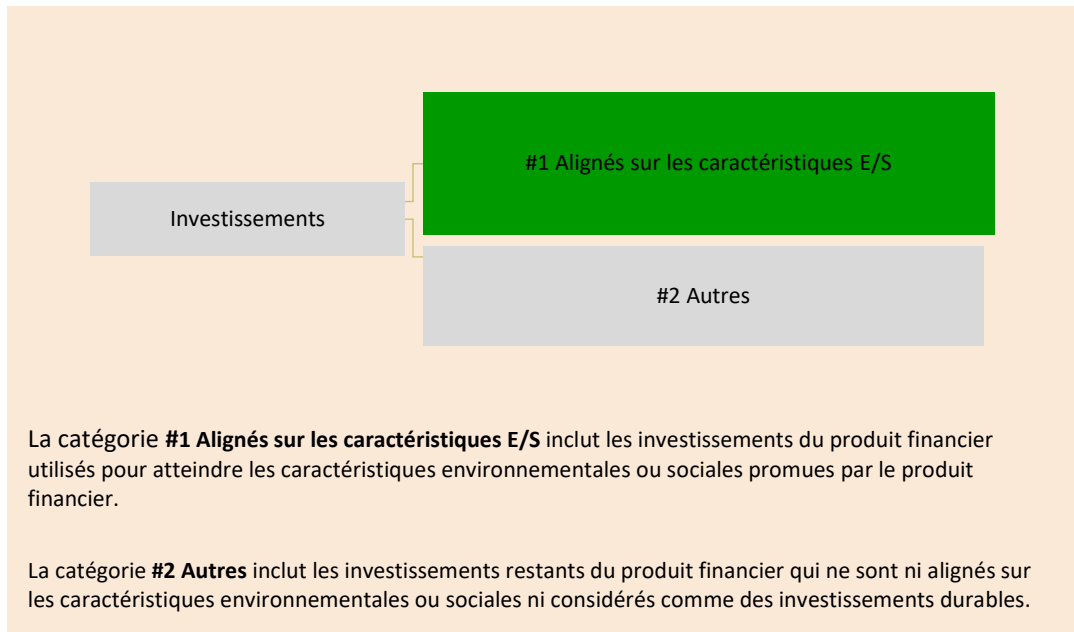 #1 Alignés sur les caractéristiques E/S
Investissements
#2 Autres
La catégorie #1 Alignés sur les caractéristiques E/S inclut les investissements du produit financier
utilisés pour atteindre les caractéristiques environnementales ou sociales promues par le produit
financier.
La catégorie #2 Autres inclut les investissements restants du produit financier qui ne sont ni alignés sur
les caractéristiques environnementales ou sociales ni considérés comme des investissements durables.